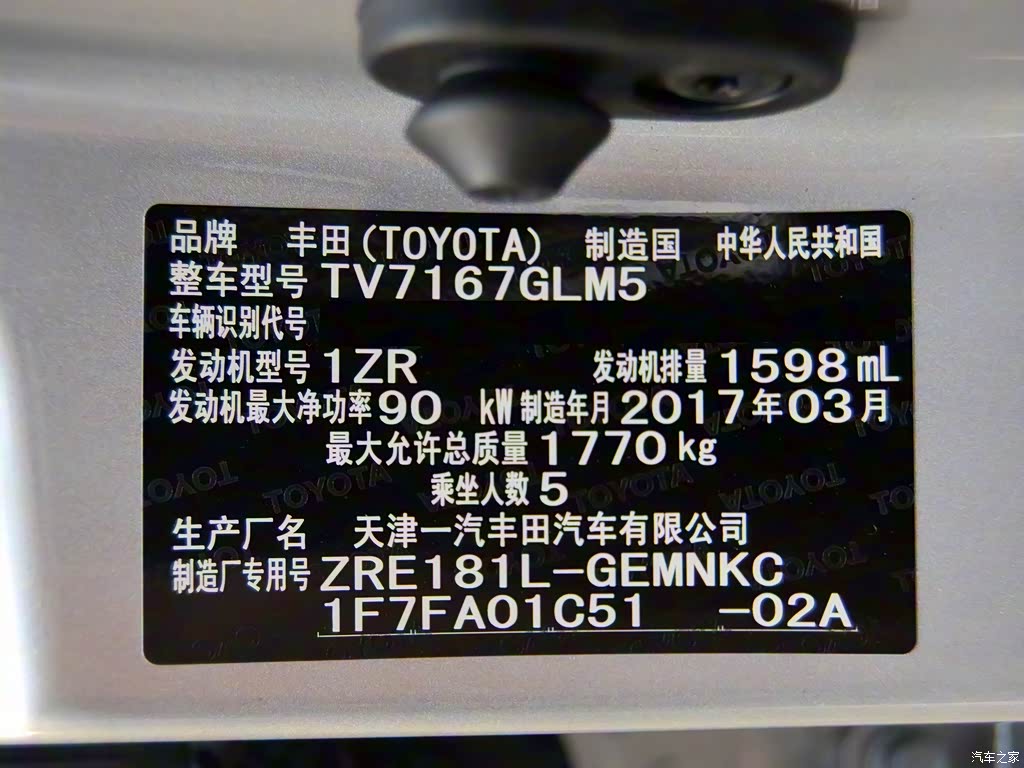 品牌 丰田(TOYOTA) 制造国 中华人民共和国
整车型号 TV7167GLM5
车辆识别代号
发动机型号 1ZR 发动机排量 1598 mL
发动机最大净功率 90 kW 制造年月 2017年03月
最大允许总质量 1770 kg
乘坐人数 5
生产厂名 天津一汽丰田汽车有限公司
制造厂专用号 ZRE181L-GEMNKC
1F7FA01C51 -02A
汽车之家